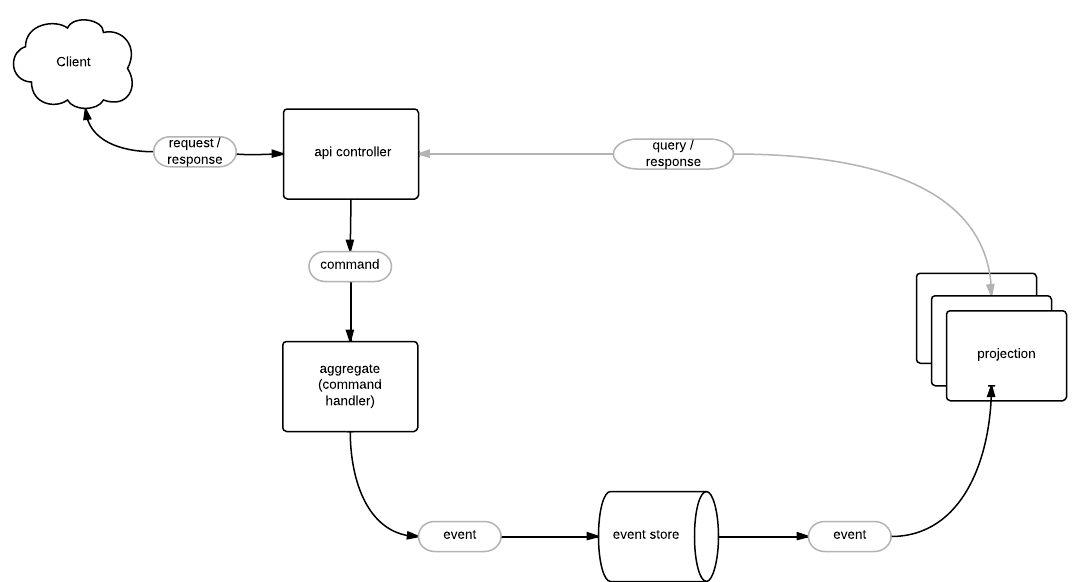 Client
request /
response
api controller
query /
response
command
projection
aggregate
(command
handler)
event
event store
event